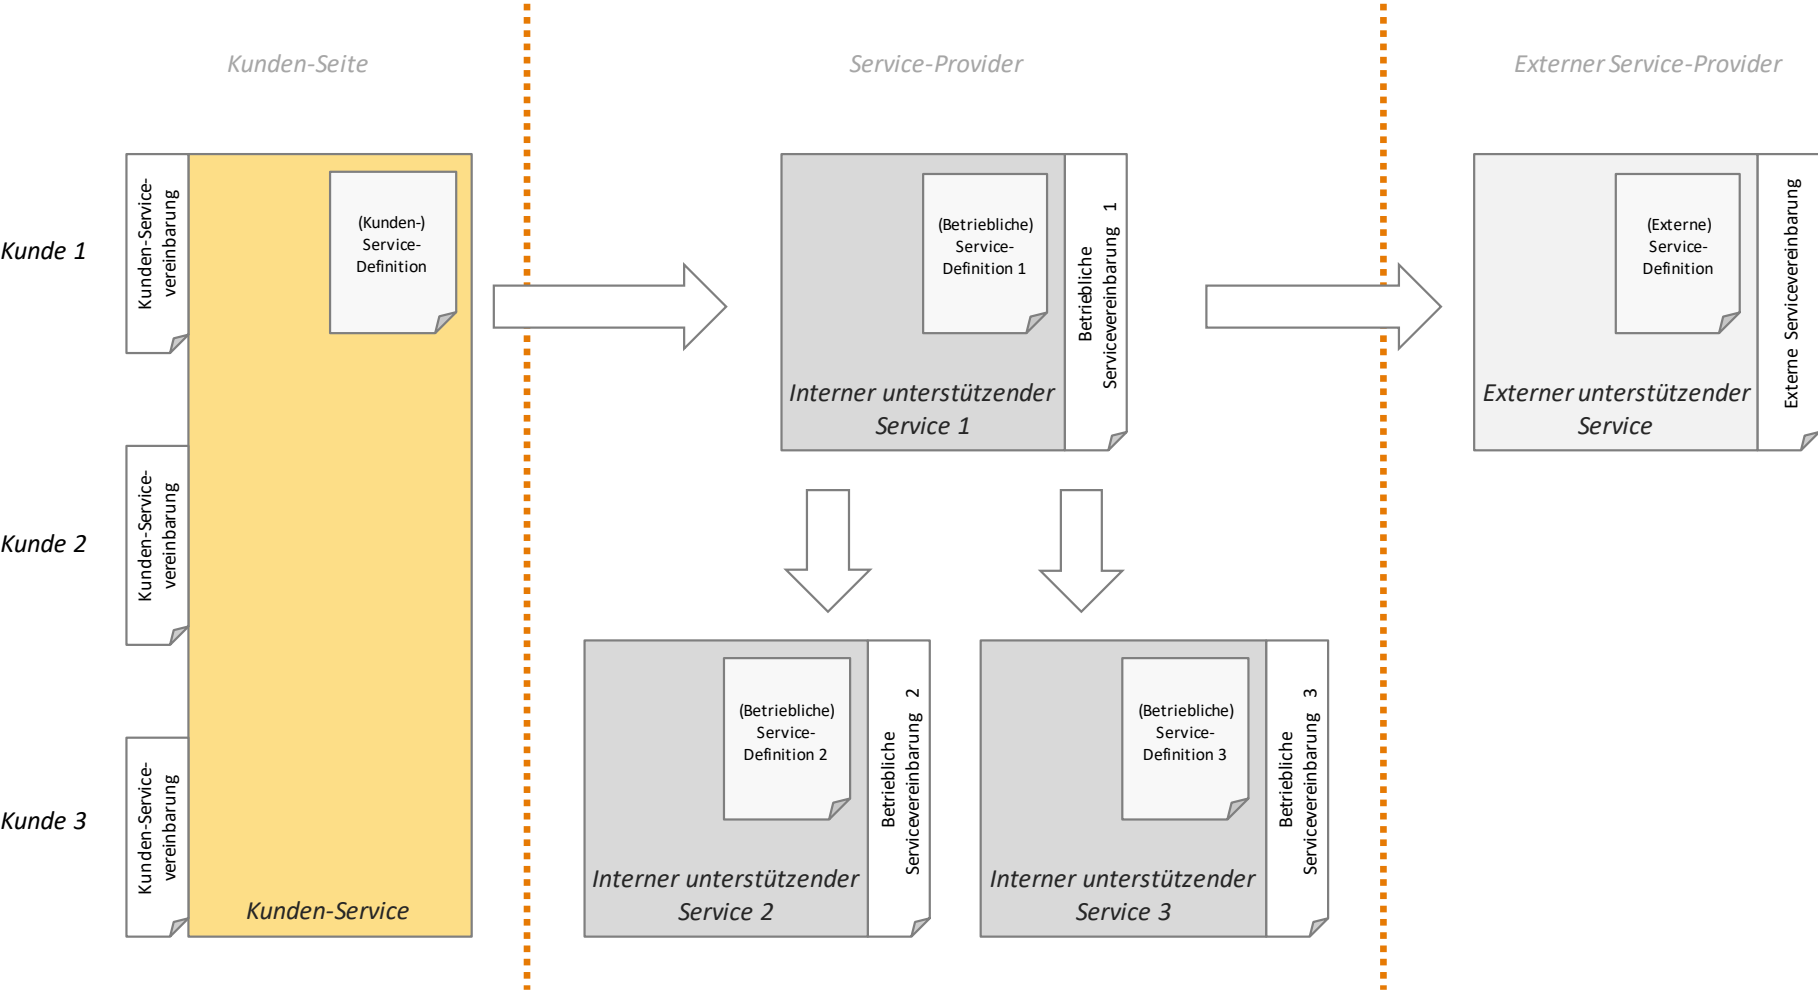 Kunden-Seite
Service-Provider
Externer Service-Provider
Kunde 1
Kunden-Service-
vereinbarung
(Kunden-)
Service-
Definition
(Betriebliche)
Service-
Definition 1
Betriebliche
Servicevereinbarung 1
Interner unterstützender
Service 1
(Externe)
Service-
Definition
Externe Servicevereinbarung
Externer unterstützender
Service
Kunde 2
Kunden-Service-
vereinbarung
Kunde 3
Kunden-Service-
vereinbarung
Kunden-Service
(Betriebliche)
Service-
Definition 2
Betriebliche
Servicevereinbarung 2
Interner unterstützender
Service 2
(Betriebliche)
Service-
Definition 3
Betriebliche
Servicevereinbarung 3
Interner unterstützender
Service 3